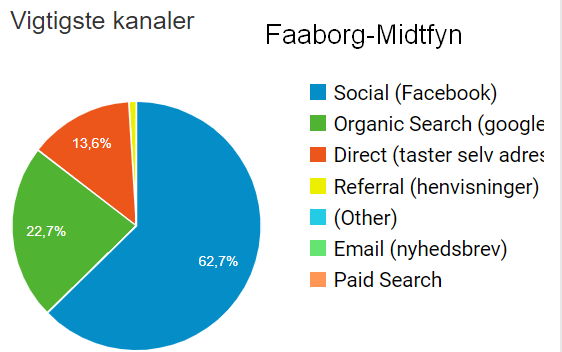 Vigtigste kanaler
Faaborg-Midtfyn
Social (Facebook)
Organic Search (google
Direct (taster selv adres
Referral (henvisninger)
(Other)
Email (nyhedsbrev)
Paid Search
13,6%
22,7%
62,7%